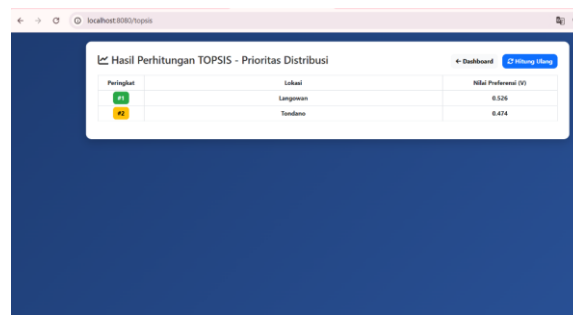 localhost:8080/topsis
Hasil Perhitungan TOPSIS - Prioritas Distribusi
← Dashboard
Hitung Ulang
Peringkat Lokasi Nilai Preferensi (V)
#1 Langowan 0.526
#2 Tondano 0.474